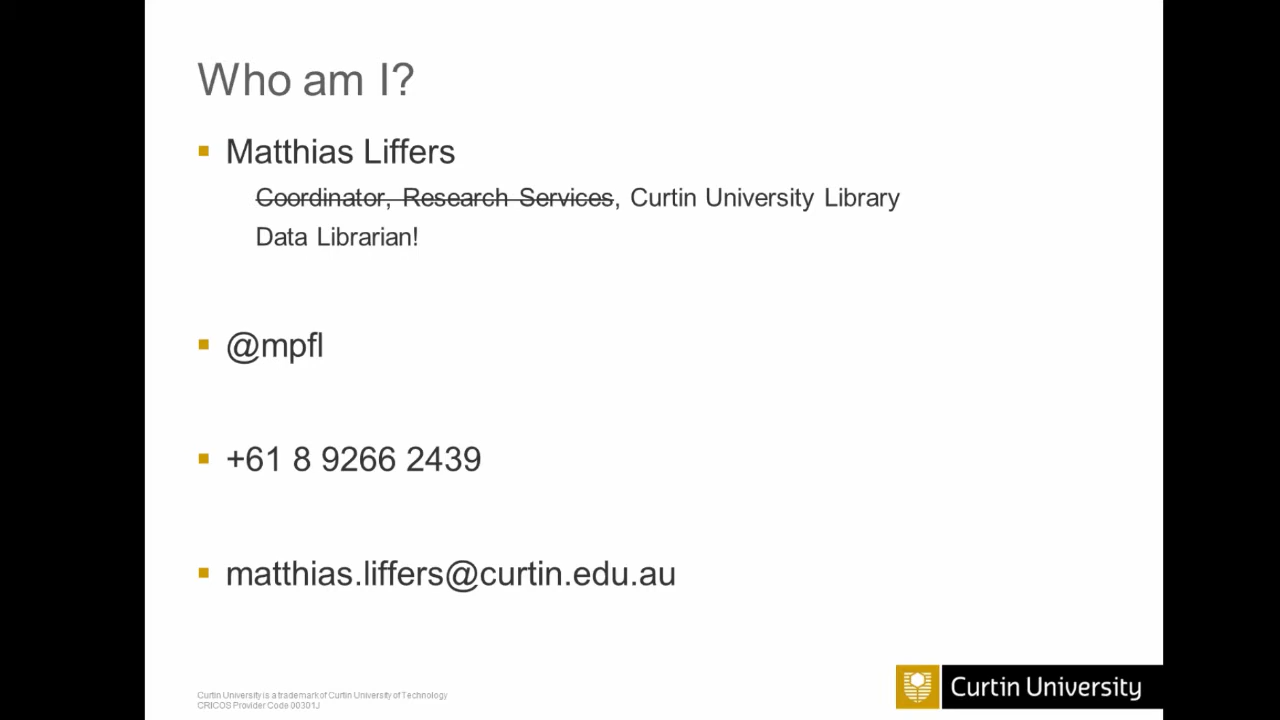 Who am I?
Matthias Liffers
Coordinator, Research Services, Curtin University Library
Data Librarian!
@mpfl
+61 8 9266 2439
matthias.liffers@curtin.edu.au
Curtin University is a trademark of Curtin University of Technology
CRICOS Provider Code 00301J
Curtin University